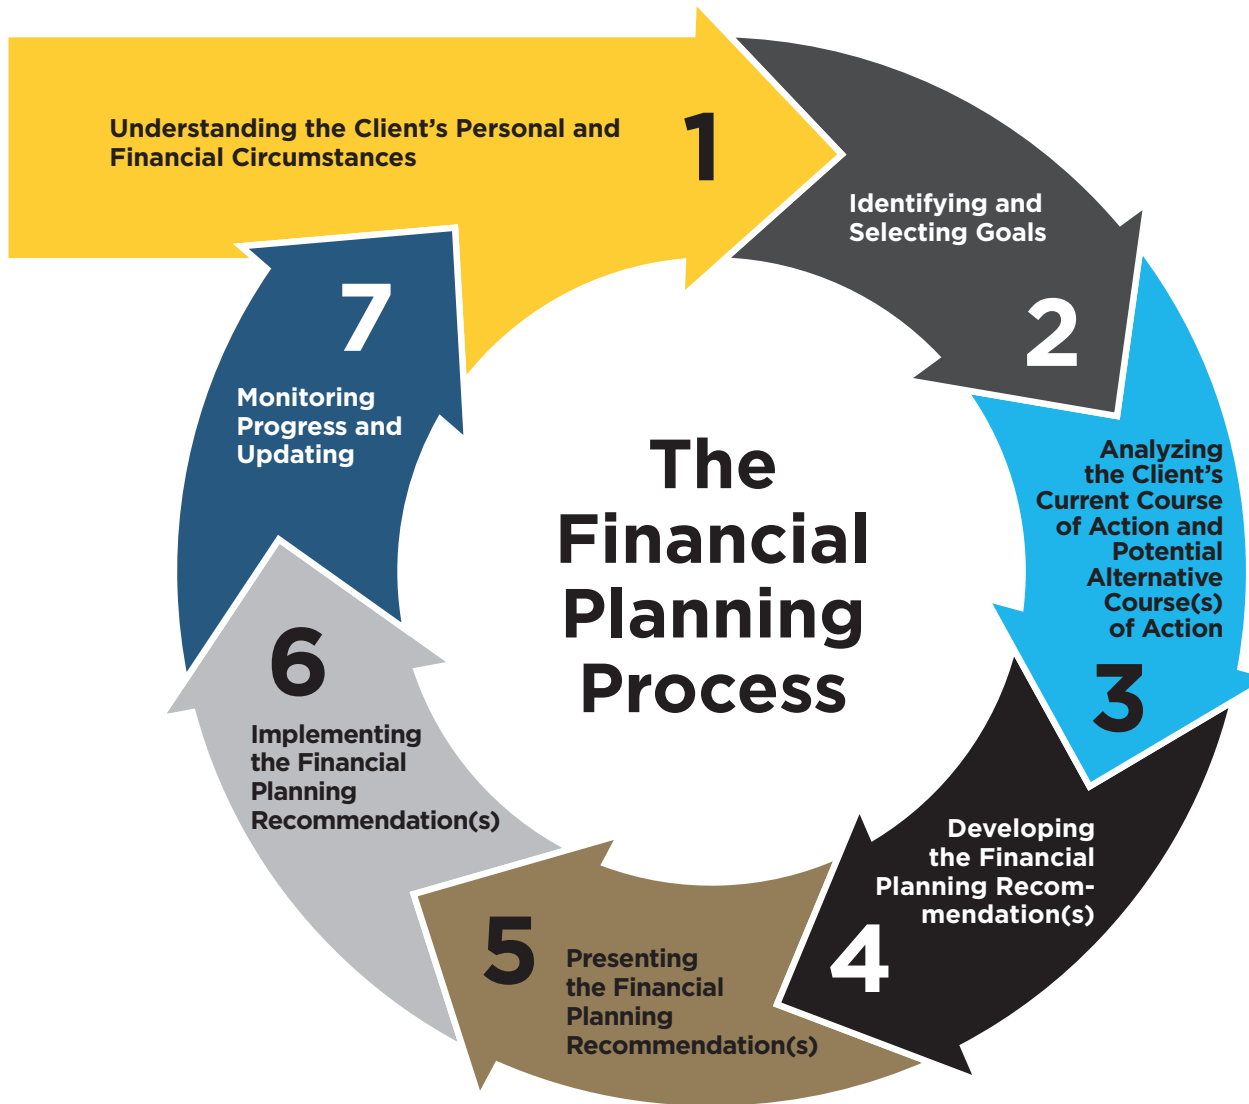 Understanding the Client's Personal and
Financial Circumstances
1
Identifying and
Selecting Goals
2
Analyzing
the Client's
Current Course
of Action and
Potential
Alternative
Course(s)
of Action
3
Developing
the Financial
Planning Recom-
mendation(s)
4
5
Presenting
the Financial
Planning
Recommendation(s)
6
Implementing
the Financial
Planning
Recommendation(s)
7
Monitoring
Progress and
Updating
The
Financial
Planning
Process